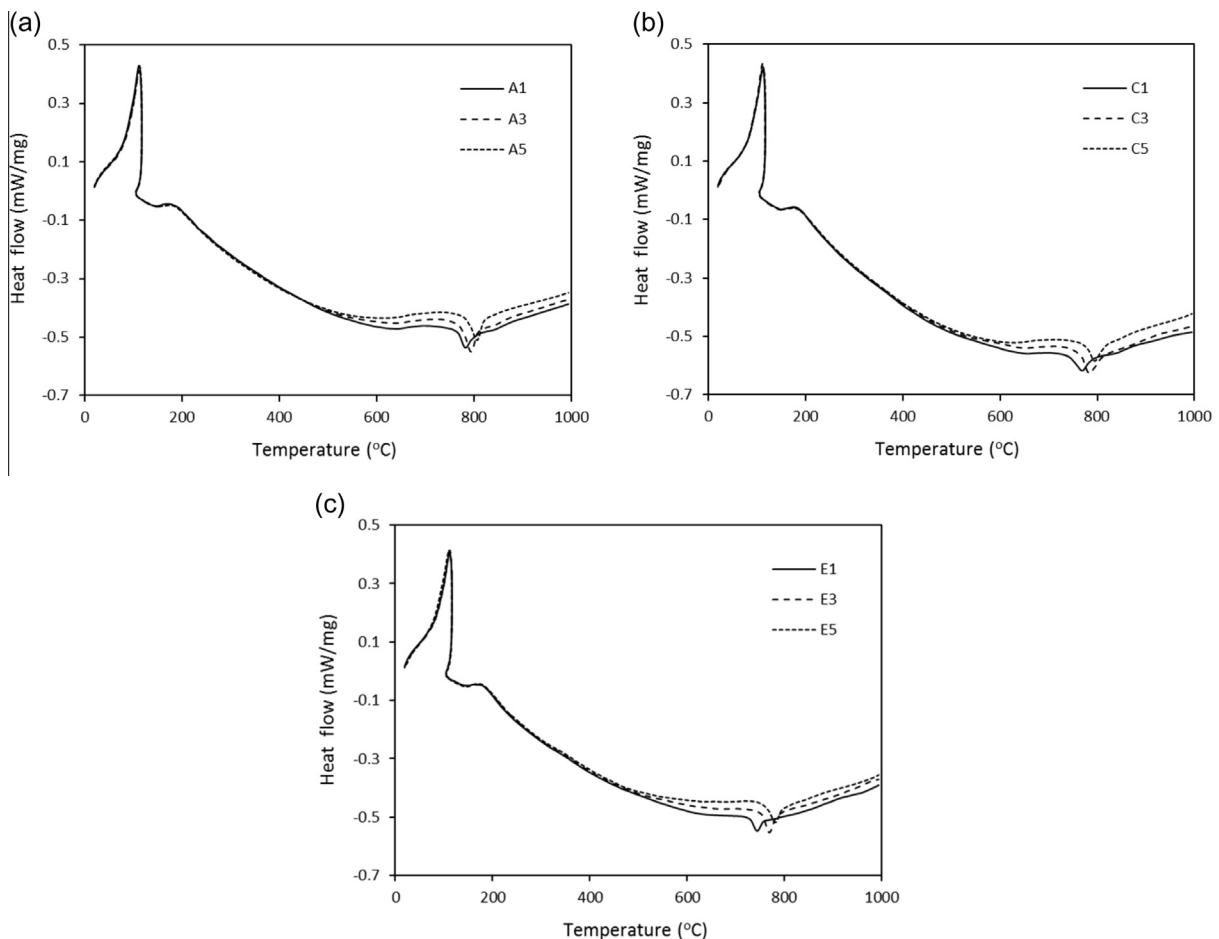 (a)
0.5
0.3
0.1
-0.1
-0.3
-0.5
-0.7
Heat flow (mW/mg)
A1
A3
A5
0 200 400 600 800 1000
Temperature (°C)
(b)
0.5
0.3
0.1
-0.1
-0.3
-0.5
-0.7
Heat flow (mW/mg)
C1
C3
C5
0 200 400 600 800 1000
Temperature (°C)
(c)
0.5
0.3
0.1
-0.1
-0.3
-0.5
-0.7
Heat flow (mW/mg)
E1
E3
E5
0 200 400 600 800 1000
Temperature (°C)